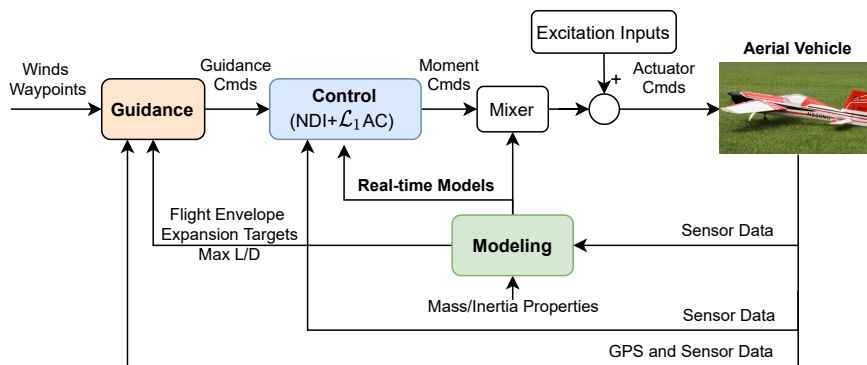 Excitation Inputs
Aerial Vehicle
Winds
Waypoints
Guidance
Cmds
Moment
Cmds
+
Actuator
Cmds
Guidance
Control
(NDI+ℒ₁AC)
Mixer
Real-time Models
Flight Envelope
Expansion Targets
Max L/D
Modeling
Sensor Data
Mass/Inertia Properties
Sensor Data
GPS and Sensor Data